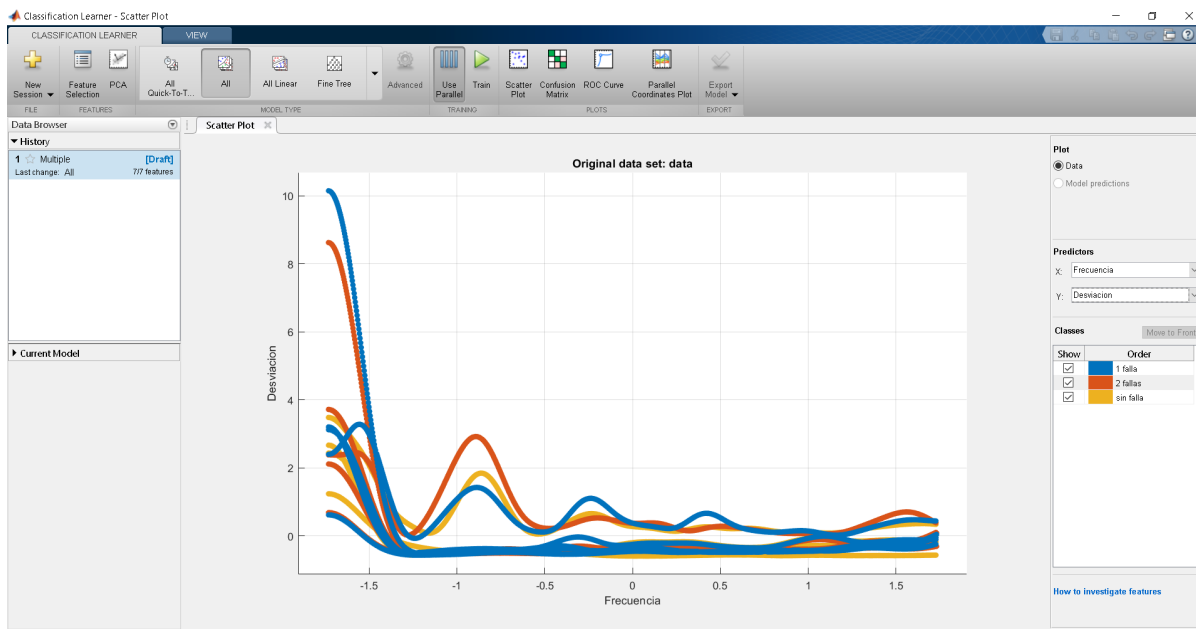 Classification Learner - Scatter Plot
CLASSIFICATION LEARNER
VIEW
New Session
Feature Selection
PCA
All Quick-To-T...
All
All Linear
Fine Tree
Advanced
Use Parallel
Train
Scatter Plot
Confusion Matrix
ROC Curve
Parallel Coordinates Plot
Export Model
FILE
FEATURES
MODEL TYPE
TRAINING
PLOTS
EXPORT
Data Browser
Scatter Plot
History
1 Multiple [Draft]
Last change: All 7/7 features
Current Model
Original data set: data
10
8
6
4
2
0
Desviacion
-1.5 -1 -0.5 0 0.5 1 1.5
Frecuencia
Plot
Data
Model predictions
Predictors
X: Frecuencia
Y: Desviacion
Classes
Move to Front
Show Order
1 falla
2 fallas
sin falla
How to investigate features